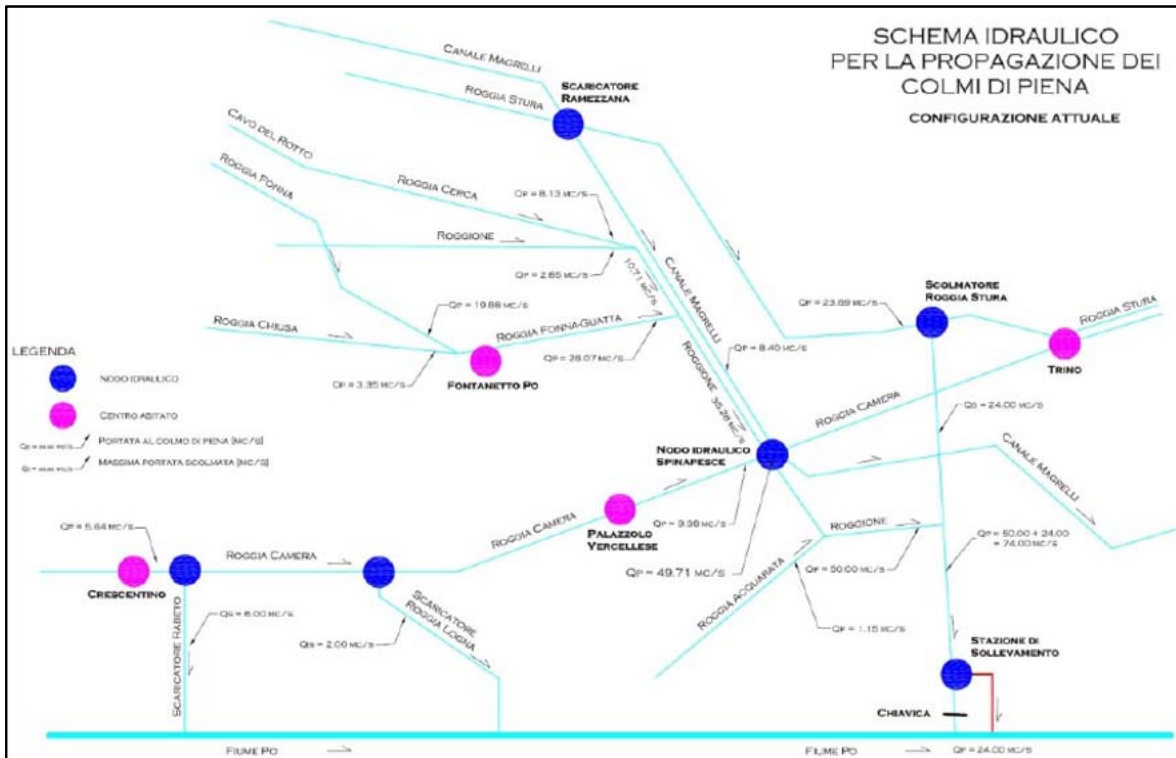 SCHEMA IDRAULICO
PER LA PROPAGAZIONE DEI
COLMI DI PIENA
CONFIGURAZIONE ATTUALE
CANALE MAGRELLI
ROGGIA STURA
SCARICATORE
RAMEZZANA
CAVO DEL ROTTO
ROGGIA FONNA
ROGGIA CERCA
QP = 8.13 MC/S
ROGGIONE
QP = 2.65 MC/S
10.71 MC/S
CANALE MAGRELLI
QP = 19.88 MC/S
ROGGIA CHIUSA
ROGGIA FONNA-GUATTA
QP = 3.35 MC/S
FONTANETTO PO
QP = 26.07 MC/S
ROGGIONE 35.28 MC/S
QP = 8.40 MC/S
QP = 23.69 MC/S
SCOLMATORE
ROGGIA STURA
ROGGIA STURA
TRINO
LEGENDA
NODO IDRAULICO
CENTRO ABITATO
PORTATA AL COLMO DI PIENA [MC/S]
MASSIMA PORTATA SCOLMATA [MC/S]
ROGGIA CAMERA
QS = 24.00 MC/S
NODO IDRAULICO
SPINAPESCE
CANALE MAGRELLI
ROGGIA CAMERA
PALAZZOLO
VERCELLESE
QP = 9.38 MC/S
QP = 49.71 MC/S
ROGGIONE
QP = 50.00 MC/S
QP = 50.00 + 24.00
= 74.00 MC/S
ROGGIA ACQUARATA
QP = 1.15 MC/S
QP = 5.64 MC/S
ROGGIA CAMERA
CRESCENTINO
SCARICATORE RABETO
QS = 6.00 MC/S
SCARICATORE
ROGGIA LOGNA
QS = 2.00 MC/S
STAZIONE DI
SOLLEVAMENTO
CHIAVICA
FIUME PO
FIUME PO
QP = 24.00 MC/S